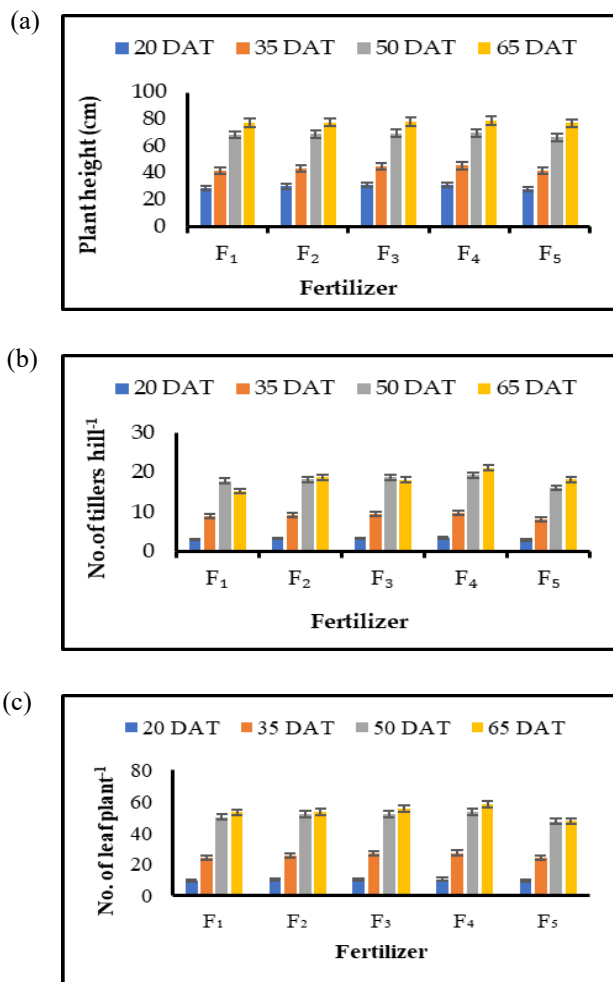 (a)
20 DAT 35 DAT 50 DAT 65 DAT
Plant height (cm)
100
80
60
40
20
0
F₁ F₂ F₃ F₄ F₅
Fertilizer
(b)
20 DAT 35 DAT 50 DAT 65 DAT
No.of tillers hill⁻¹
30
20
10
0
F₁ F₂ F₃ F₄ F₅
Fertilizer
(c)
20 DAT 35 DAT 50 DAT 65 DAT
No. of leaf plant⁻¹
80
60
40
20
0
F₁ F₂ F₃ F₄ F₅
Fertilizer